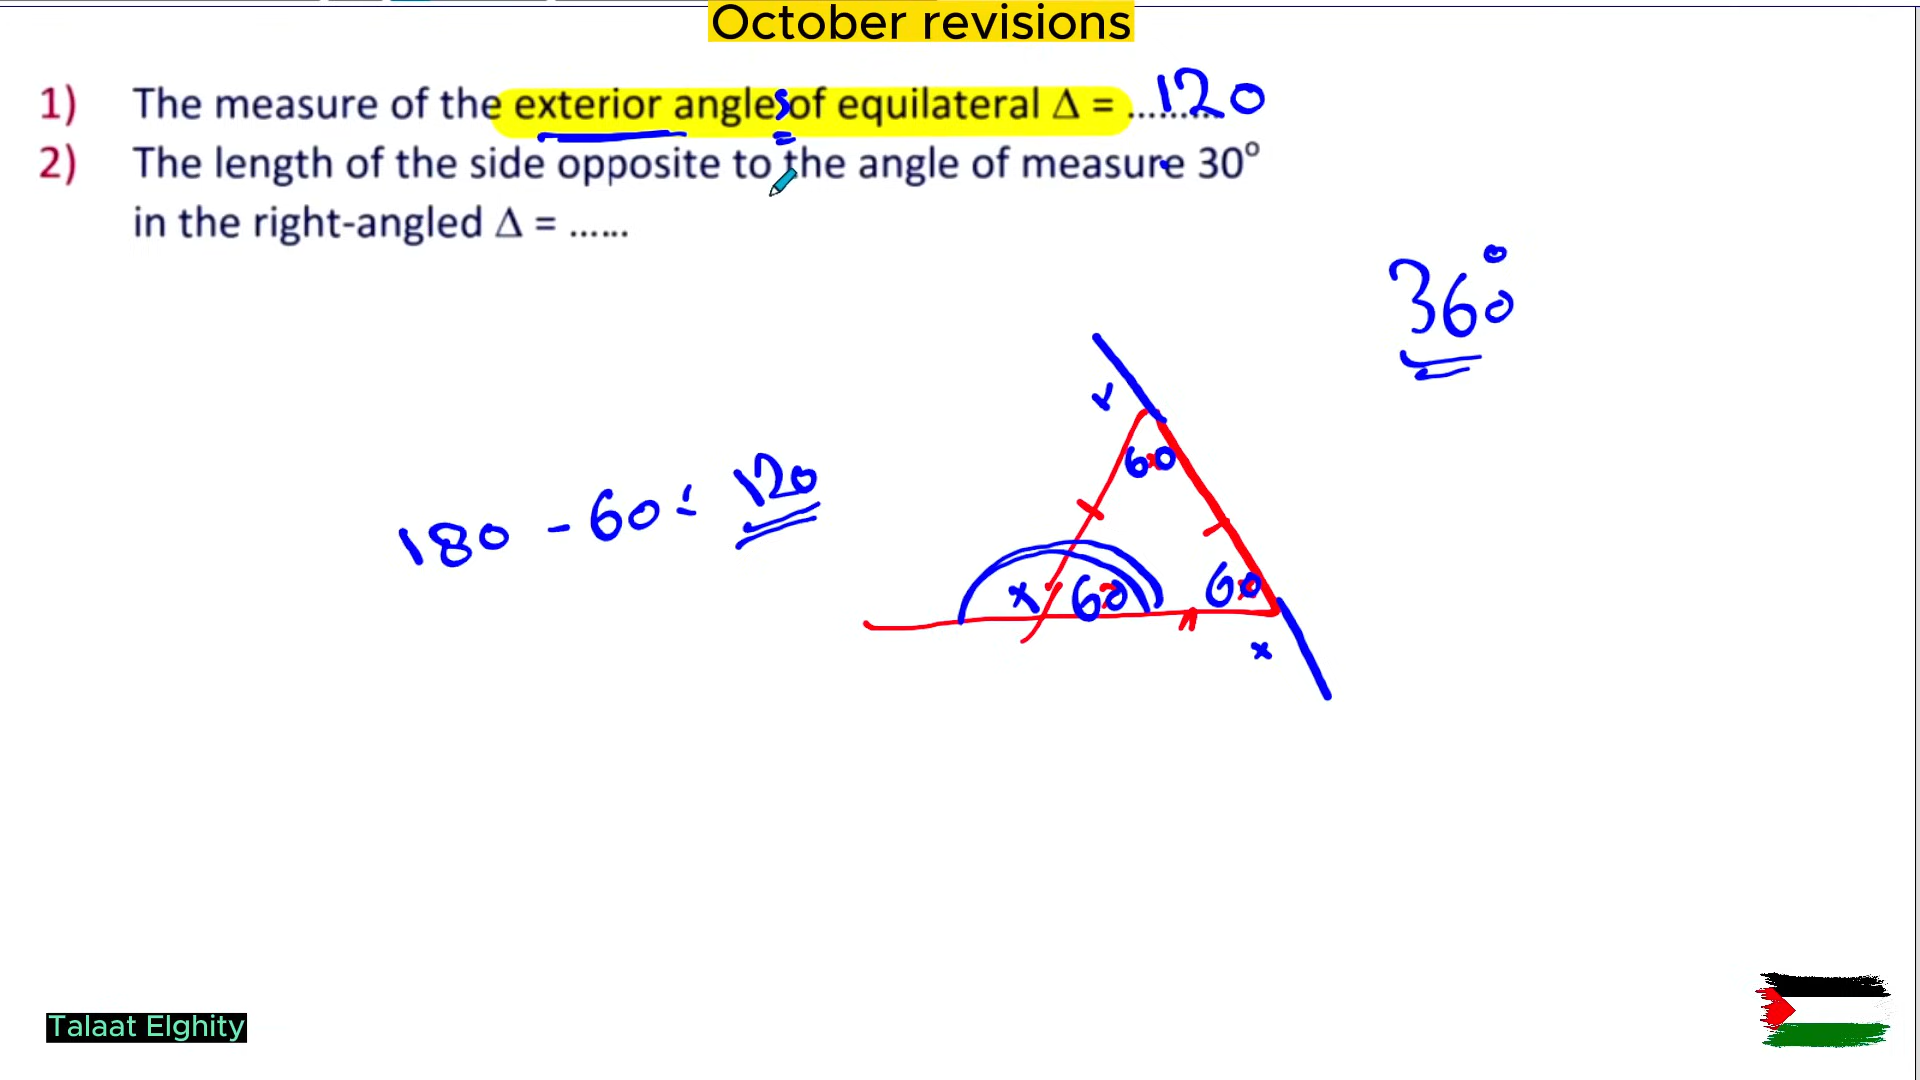 October revisions
1) The measure of the exterior angles of equilateral Δ = .......... 120
2) The length of the side opposite to the angle of measure 30°
in the right-angled Δ = ......
360°
x
60
180 - 60 = 120
x 60 60
x
Talaat Elghity